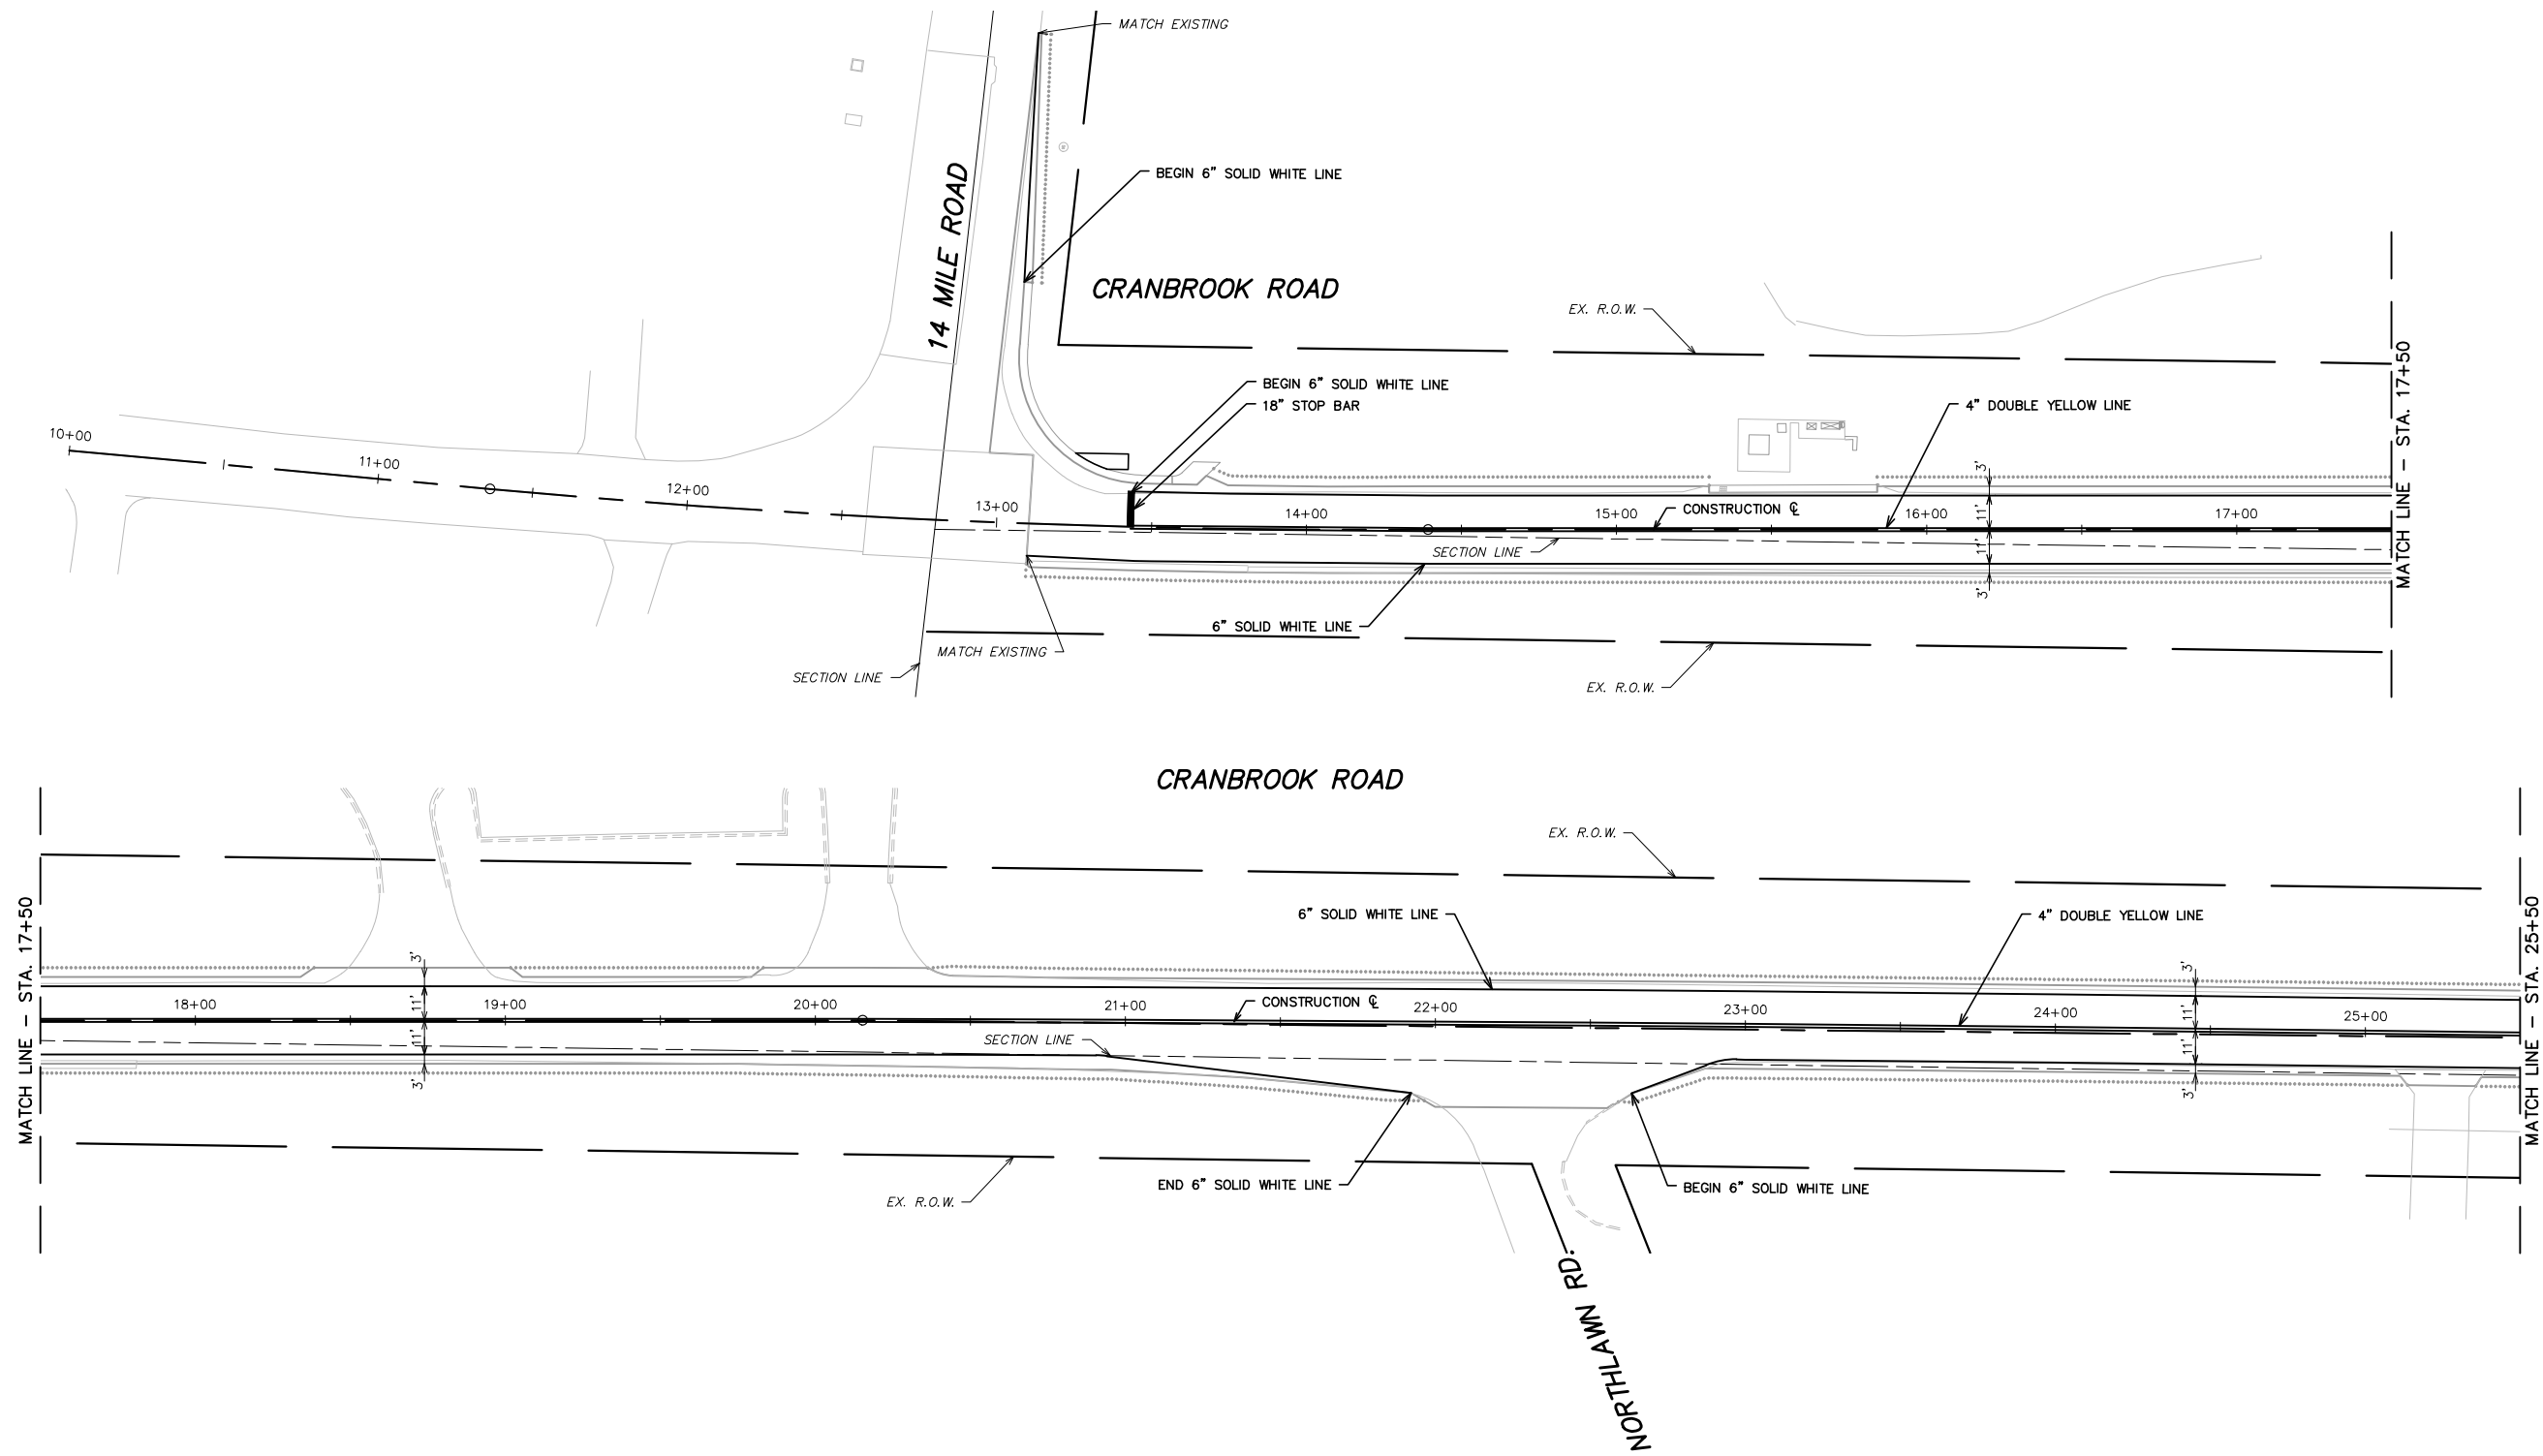 MATCH EXISTING
BEGIN 6" SOLID WHITE LINE
14 MILE ROAD
CRANBROOK ROAD
EX. R.O.W.
BEGIN 6" SOLID WHITE LINE
18" STOP BAR
4" DOUBLE YELLOW LINE
MATCH LINE – STA. 17+50
10+00
11+00
12+00
13+00
14+00
15+00
16+00
17+00
CONSTRUCTION ℄
3'
11'
11'
3'
SECTION LINE
6" SOLID WHITE LINE
MATCH EXISTING
SECTION LINE
EX. R.O.W.
CRANBROOK ROAD
EX. R.O.W.
6" SOLID WHITE LINE
4" DOUBLE YELLOW LINE
MATCH LINE – STA. 17+50
MATCH LINE – STA. 25+50
3'
11'
11'
3'
18+00
19+00
20+00
21+00
22+00
23+00
24+00
25+00
CONSTRUCTION ℄
3'
11'
11'
3'
SECTION LINE
END 6" SOLID WHITE LINE
BEGIN 6" SOLID WHITE LINE
EX. R.O.W.
NORTHLAWN RD.